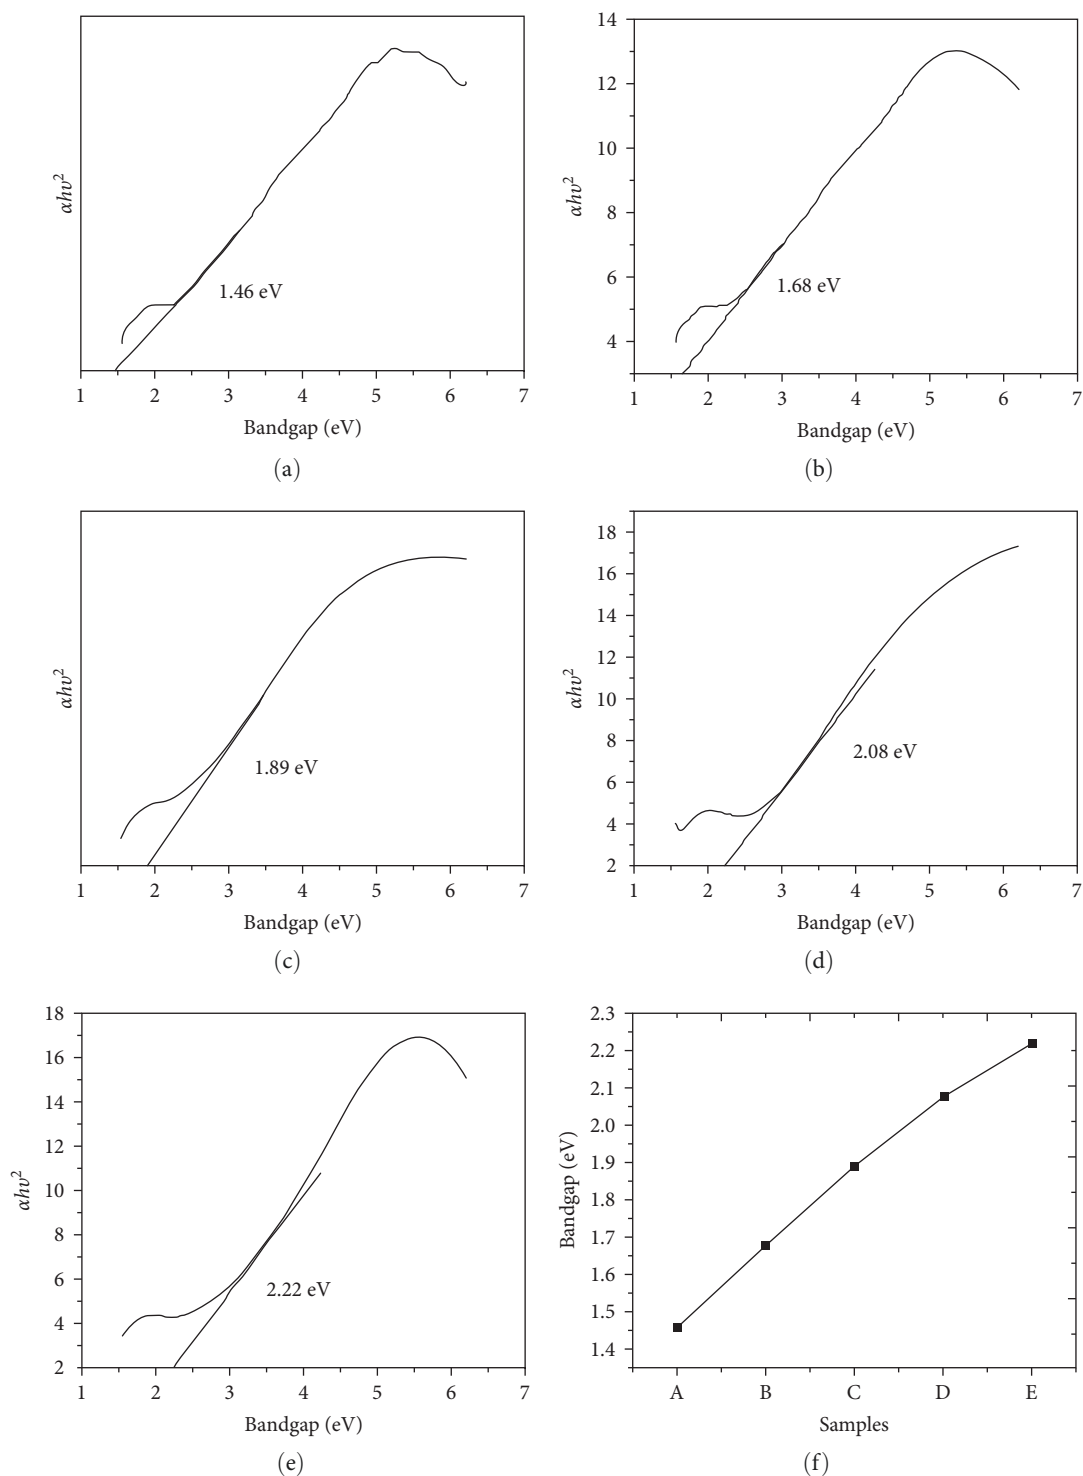 αhυ²
1.46 eV
1 2 3 4 5 6 7
Bandgap (eV)
(a)
14
12
10
8
6
4
αhυ²
1.68 eV
1 2 3 4 5 6 7
Bandgap (eV)
(b)
αhυ²
1.89 eV
1 2 3 4 5 6 7
Bandgap (eV)
(c)
18
16
14
12
10
8
6
4
2
αhυ²
2.08 eV
1 2 3 4 5 6 7
Bandgap (eV)
(d)
18
16
14
12
10
8
6
4
2
αhυ²
2.22 eV
1 2 3 4 5 6 7
Bandgap (eV)
(e)
2.3
2.2
2.1
2.0
1.9
1.8
1.7
1.6
1.5
1.4
Bandgap (eV)
A B C D E
Samples
(f)